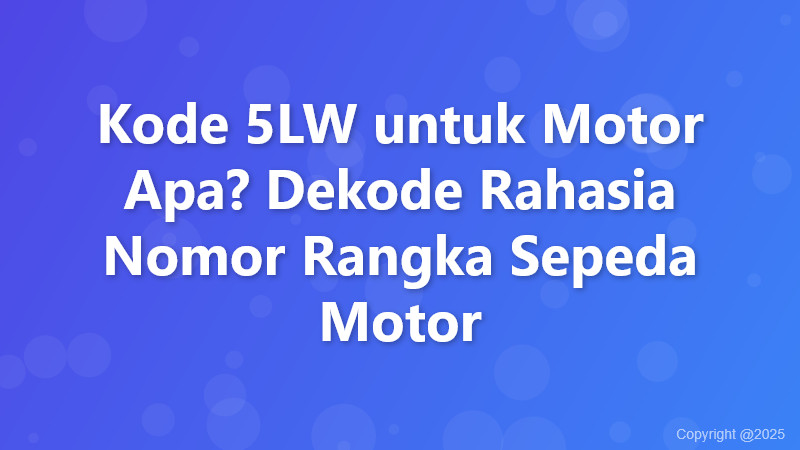 Kode 5LW untuk Motor
Apa? Dekode Rahasia
Nomor Rangka Sepeda
Motor
Copyright @2025